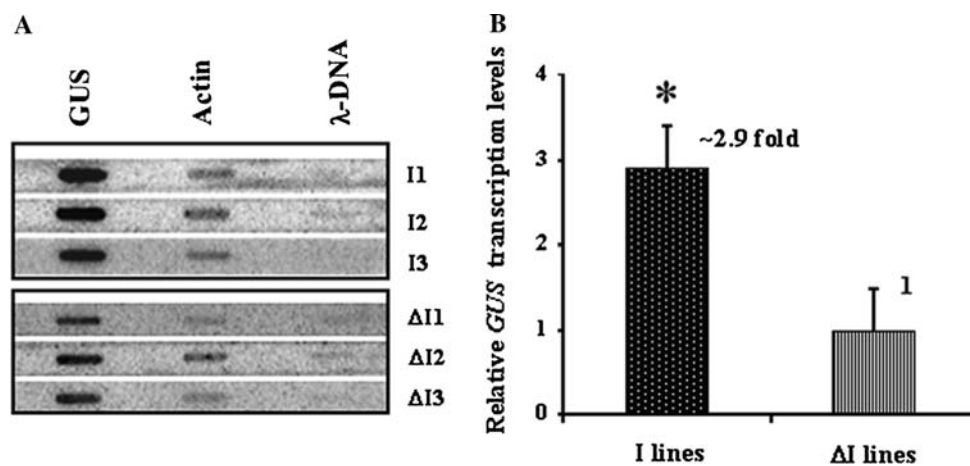 A
GUS
Actin
λ-DNA
I1
I2
I3
ΔI1
ΔI2
ΔI3
B
Relative GUS transcription levels
4
3
2
1
0
*
~2.9 fold
1
I lines
ΔI lines